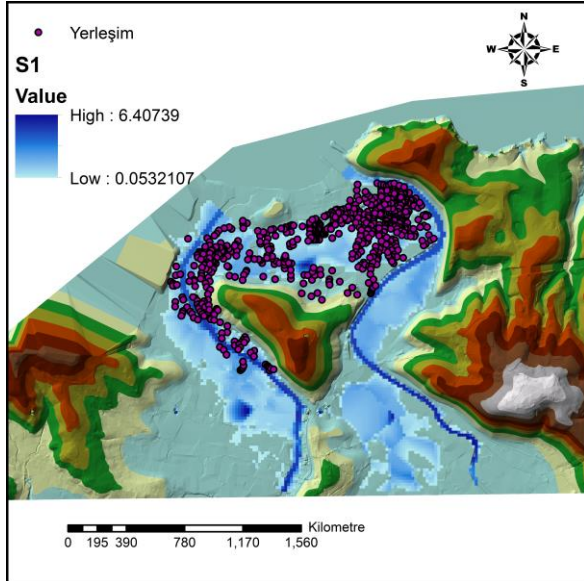 Yerleşim
S1
Value
High : 6.40739
Low : 0.0532107
N
W E
S
Kilometre
0 195 390 780 1,170 1,560